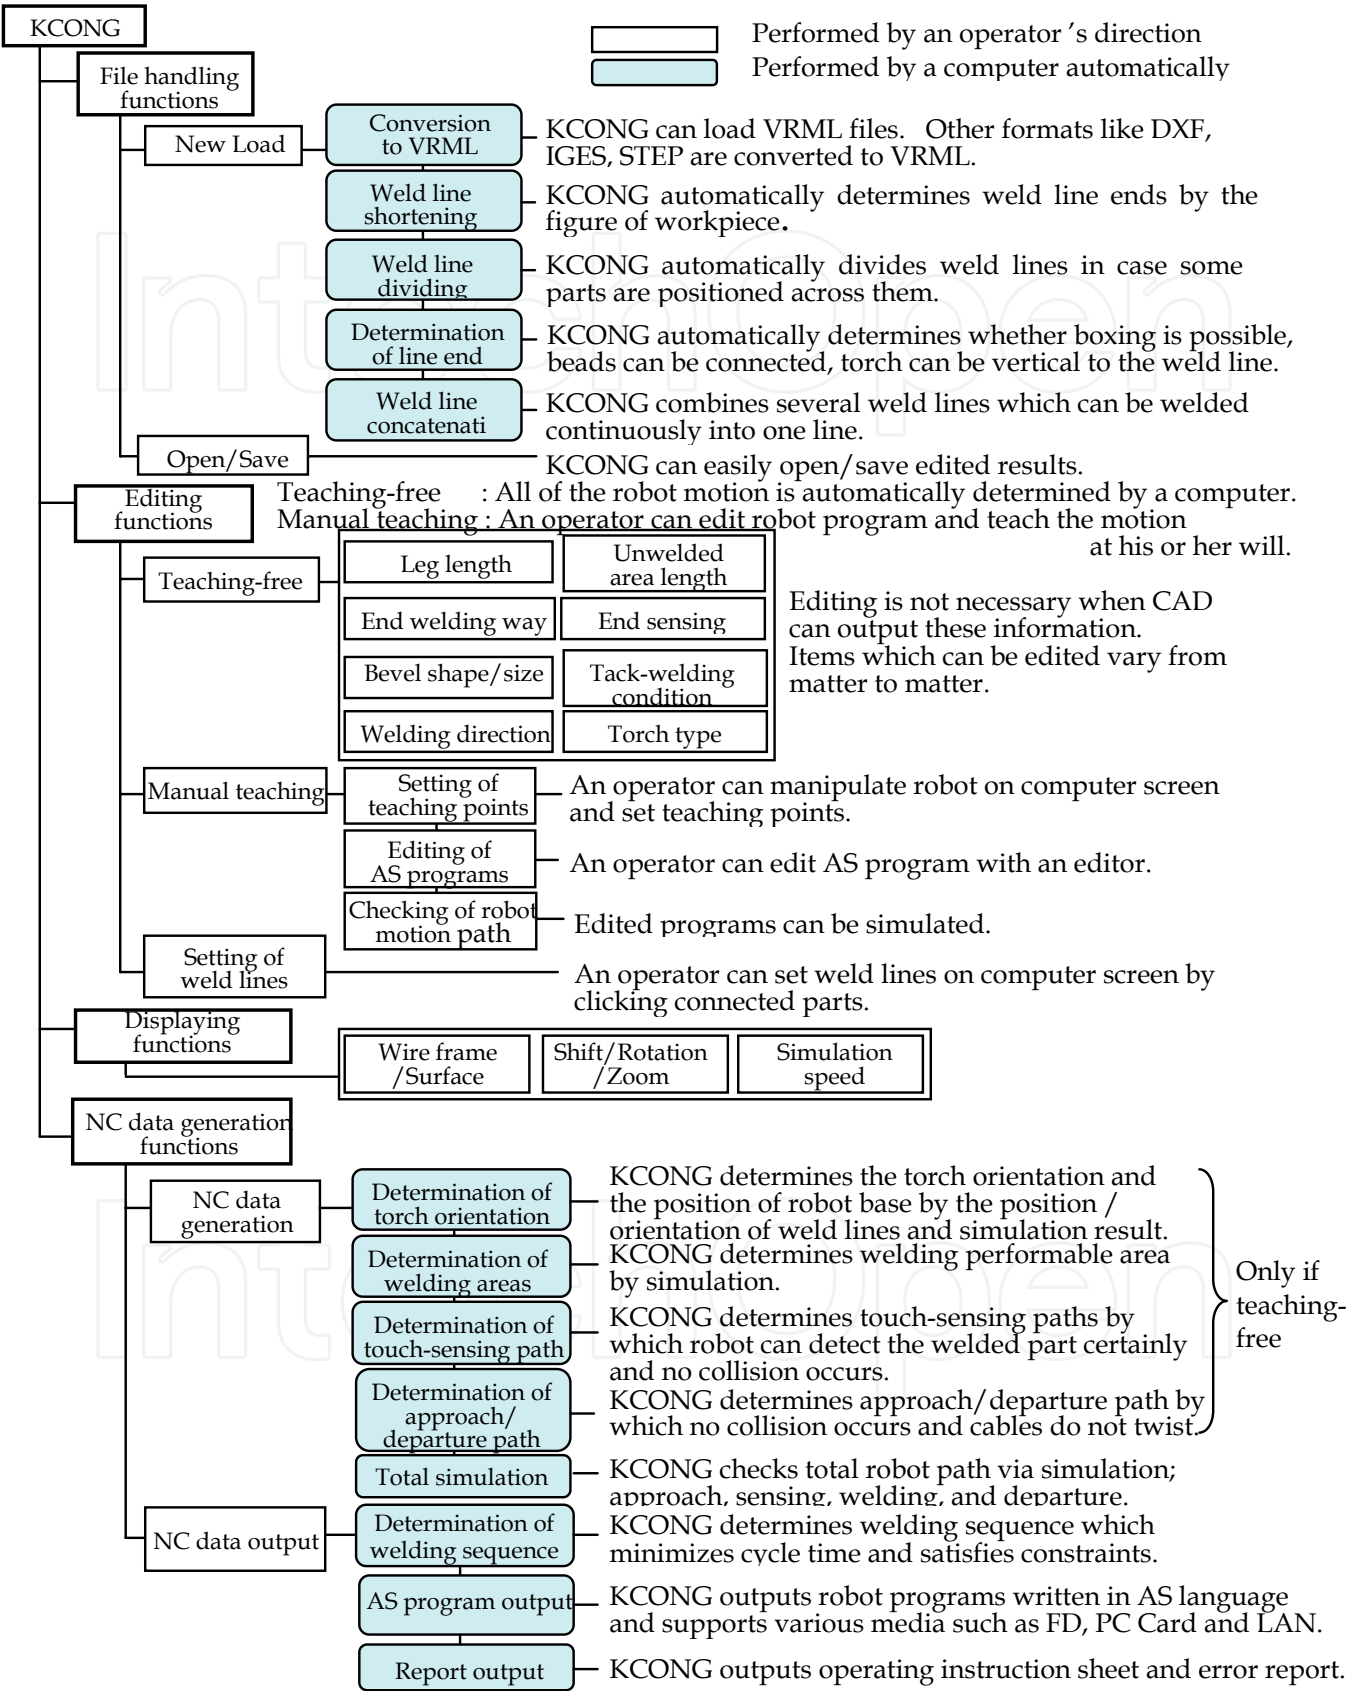 KCONG
Performed by an operator 's direction
Performed by a computer automatically
File handling
functions
New Load
Conversion
to VRML
KCONG can load VRML files. Other formats like DXF,
IGES, STEP are converted to VRML.
Weld line
shortening
KCONG automatically determines weld line ends by the
figure of workpiece.
Weld line
dividing
KCONG automatically divides weld lines in case some
parts are positioned across them.
Determination
of line end
KCONG automatically determines whether boxing is possible,
beads can be connected, torch can be vertical to the weld line.
Weld line
concatenati
KCONG combines several weld lines which can be welded
continuously into one line.
Open/Save
KCONG can easily open/save edited results.
Editing
functions
Teaching-free : All of the robot motion is automatically determined by a computer.
Manual teaching : An operator can edit robot program and teach the motion
at his or her will.
Teaching-free
Leg length
Unwelded
area length
End welding way
End sensing
Bevel shape/size
Tack-welding
condition
Welding direction
Torch type
Editing is not necessary when CAD
can output these information.
Items which can be edited vary from
matter to matter.
Manual teaching
Setting of
teaching points
An operator can manipulate robot on computer screen
and set teaching points.
Editing of
AS programs
An operator can edit AS program with an editor.
Checking of robot
motion path
Edited programs can be simulated.
Setting of
weld lines
An operator can set weld lines on computer screen by
clicking connected parts.
Displaying
functions
Wire frame
/Surface
Shift/Rotation
/Zoom
Simulation
speed
NC data generation
functions
NC data
generation
Determination of
torch orientation
KCONG determines the torch orientation and
the position of robot base by the position /
orientation of weld lines and simulation result.
Determination of
welding areas
KCONG determines welding performable area
by simulation.
Determination of
touch-sensing path
KCONG determines touch-sensing paths by
which robot can detect the welded part certainly
and no collision occurs.
Determination of
approach/
departure path
KCONG determines approach/departure path by
which no collision occurs and cables do not twist.
Only if
teaching-
free
Total simulation
KCONG checks total robot path via simulation;
approach, sensing, welding, and departure.
NC data output
Determination of
welding sequence
KCONG determines welding sequence which
minimizes cycle time and satisfies constraints.
AS program output
KCONG outputs robot programs written in AS language
and supports various media such as FD, PC Card and LAN.
Report output
KCONG outputs operating instruction sheet and error report.
IntechOpen
IntechOpen